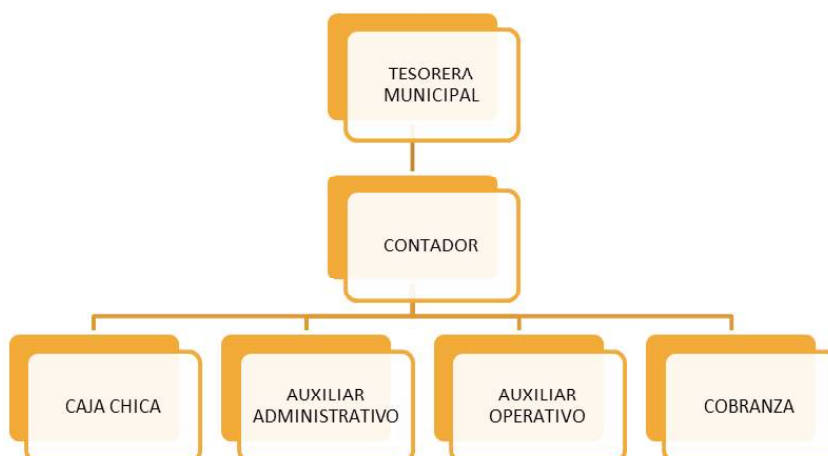 TESORERA
MUNICIPAL
CONTADOR
CAJA CHICA
AUXILIAR
ADMINISTRATIVO
AUXILIAR
OPERATIVO
COBRANZA